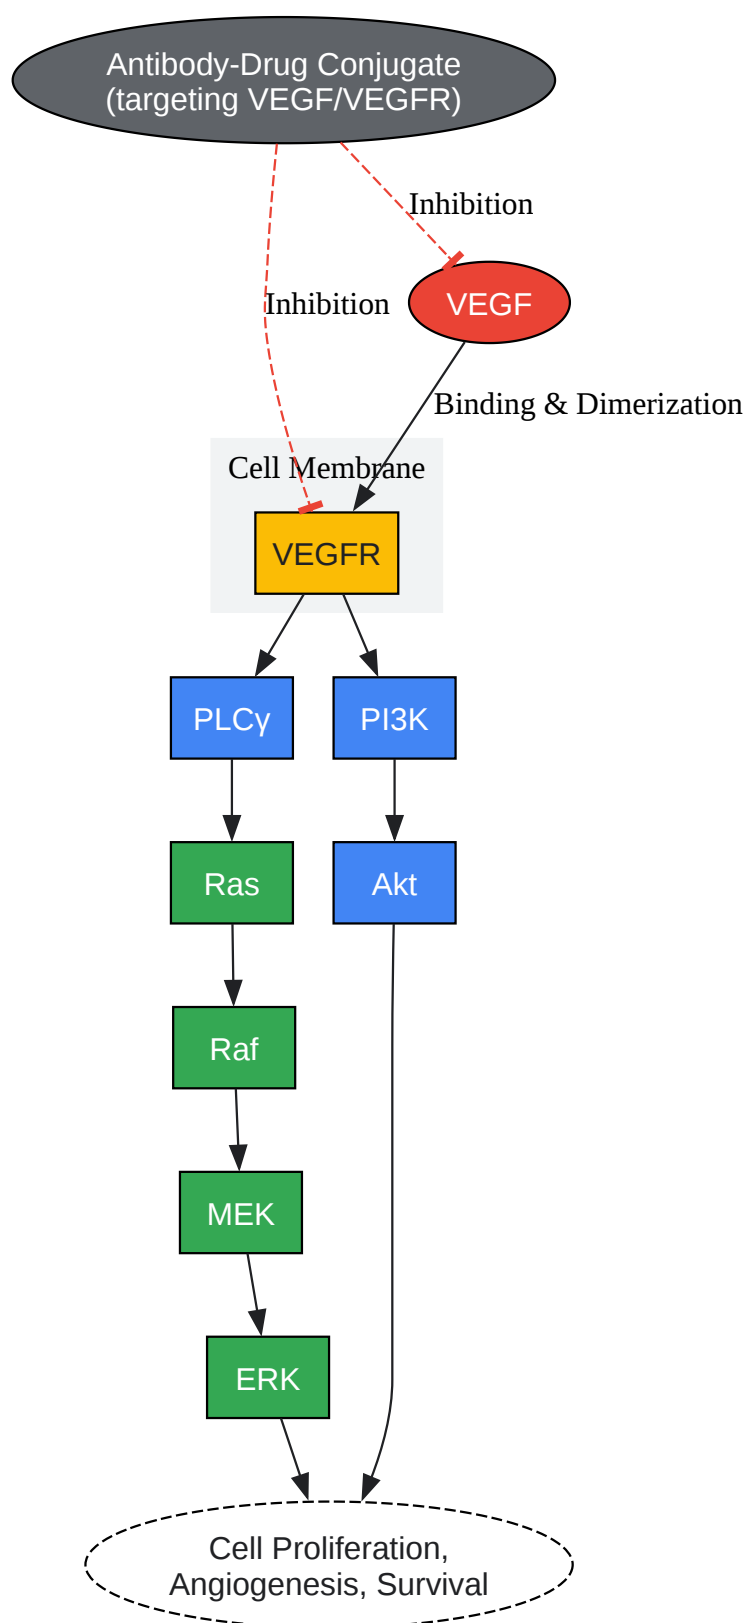 Antibody-Drug Conjugate
(targeting VEGF/VEGFR)
Inhibition
Inhibition
VEGF
Binding & Dimerization
Cell Membrane
VEGFR
PLCγ
PI3K
Ras
Akt
Raf
MEK
ERK
Cell Proliferation,
Angiogenesis, Survival